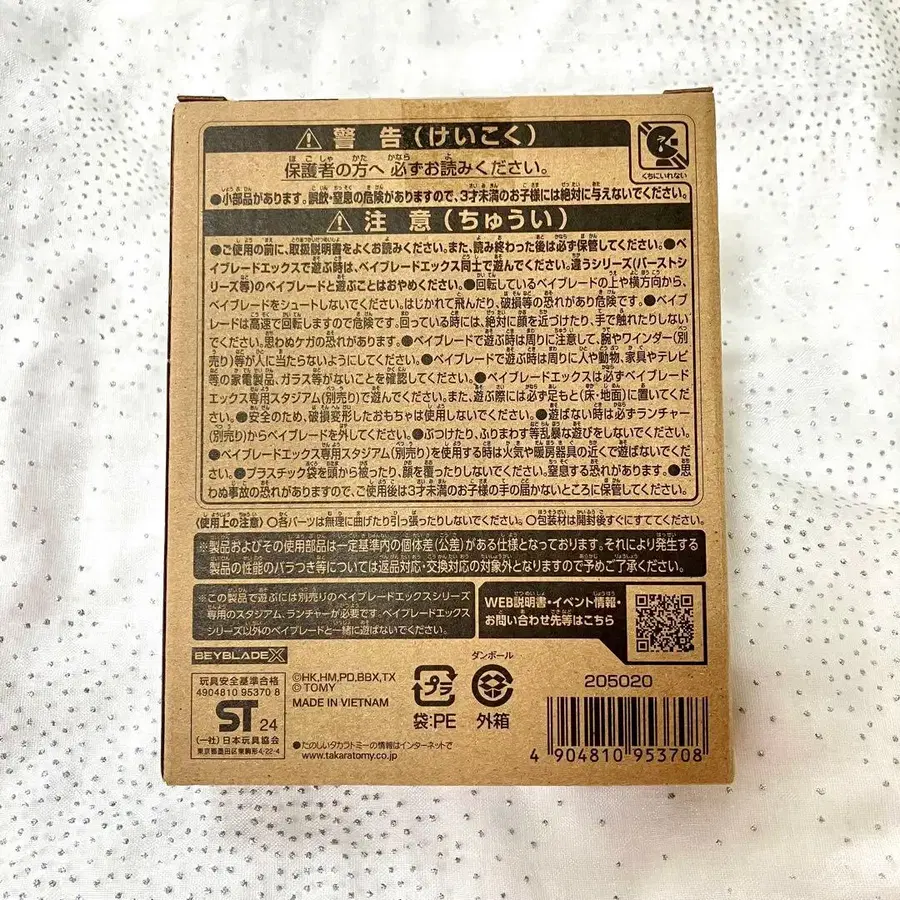 ⚠ 警告(けいこく)
保護者の方へ 必ずお読みください。
くちにいれない
●小部品があります。誤飲・窒息の危険がありますので、3才未満のお子様には絶対に与えないでください。
⚠ 注意(ちゅうい)
●ご使用の前に、取扱説明書をよくお読みください。また、読み終わった後は必ず保管してください。●ベイブレードエックスで遊ぶ時は、ベイブレードエックス同士で遊んでください。違うシリーズ(バーストシリーズ等)のベイブレードと遊ぶことはおやめください。●回転しているベイブレードの上や横方向から、
ベイブレードをシュートしないでください。はじかれて飛んだり、破損等の恐れがあり危険です。●ベイブレードは高速で回転しますので危険です。回っている時には、絶対に顔を近づけたり、手で触れたりしない
でください。思わぬケガの恐れがあります。●ベイブレードで遊ぶ時は周りに注意して、腕やワインダー(別
売り)等が人に当たらないようにしてください。●ベイブレードで遊ぶ時は周りに人や動物、家具やテレビ
等の家電製品、ガラス等がないことを確認してください。●ベイブレードエックスは必ずベイブレード
エックス専用スタジアム(別売り)で遊んでください。また、遊ぶ際には必ず足もと(床・地面)に置いてくだ
さい。●安全のため、破損変形したおもちゃは使用しないでください。●遊ばない時は必ずランチャー
(別売り)からベイブレードを外してください。●ぶつけたり、ふりまわす等乱暴な遊びをしないでください。
●ベイブレードエックス専用スタジアム(別売り)を使用する時は火気や暖房器具の近くで遊ばないでくだ
さい。●プラスチック袋を頭から被ったり、顔を覆ったりしないでください。窒息する恐れがあります。●思
わぬ事故の恐れがありますので、ご使用後は3才未満のお子様の手の届かないところに保管してください。
〈使用上の注意〉○各パーツは無理に曲げたり引っ張ったりしないでください。○包装材は開封後すぐにすててください。
※製品およびその使用部品は一定基準内の個体差(公差)がある仕様となっております。それにより発生する
製品の性能のバラつき等については返品対応・交換対応の対象外となりますので予めご了承ください。
※この製品で遊ぶには別売りのベイブレードエックスシリーズ
専用のスタジアム、ランチャーが必要です。ベイブレードエックス
シリーズ以外のベイブレードと一緒に遊ばないでください。
WEB説明書・イベント情報・
お問い合わせ先等はこちら
BEYBLADE X
玩具安全基準合格
4904810 95370 8
ST 24
(一社)日本玩具協会
東京都墨田区東駒形4-22-4
©HK,HM,PD,BBX,TX
© TOMY
MADE IN VIETNAM
●たのしいタカラトミーの情報はインターネットで
www.takaratomy.co.jp
プラ
袋:PE
ダンボール
外箱
205020
4 904810 953708